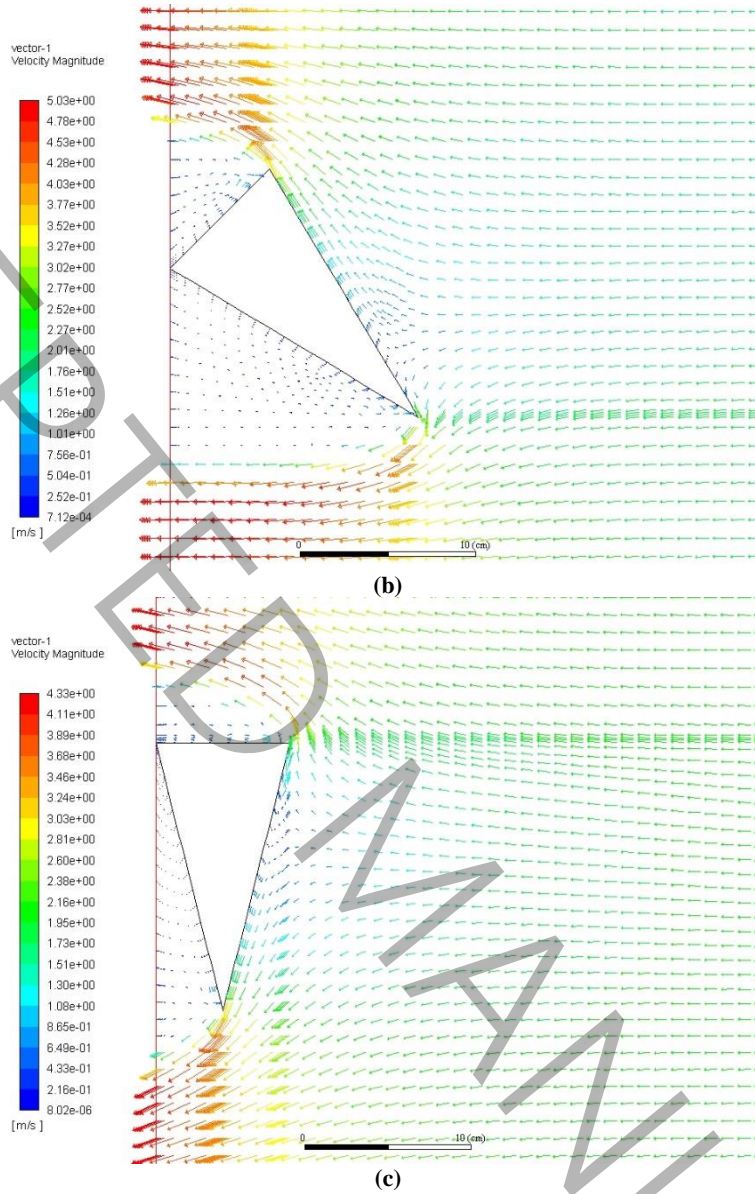 vector-1
Velocity Magnitude
5.03e+00
4.78e+00
4.53e+00
4.28e+00
4.03e+00
3.77e+00
3.52e+00
3.27e+00
3.02e+00
2.77e+00
2.52e+00
2.27e+00
2.01e+00
1.76e+00
1.51e+00
1.26e+00
1.01e+00
7.56e-01
5.04e-01
2.52e-01
7.12e-04
[m/s]
0 10 (cm)
(b)
vector-1
Velocity Magnitude
4.33e+00
4.11e+00
3.89e+00
3.68e+00
3.46e+00
3.24e+00
3.03e+00
2.81e+00
2.60e+00
2.38e+00
2.16e+00
1.95e+00
1.73e+00
1.51e+00
1.30e+00
1.08e+00
8.65e-01
6.49e-01
4.33e-01
2.16e-01
8.02e-06
[m/s]
0 10 (cm)
(c)
PTED MAN